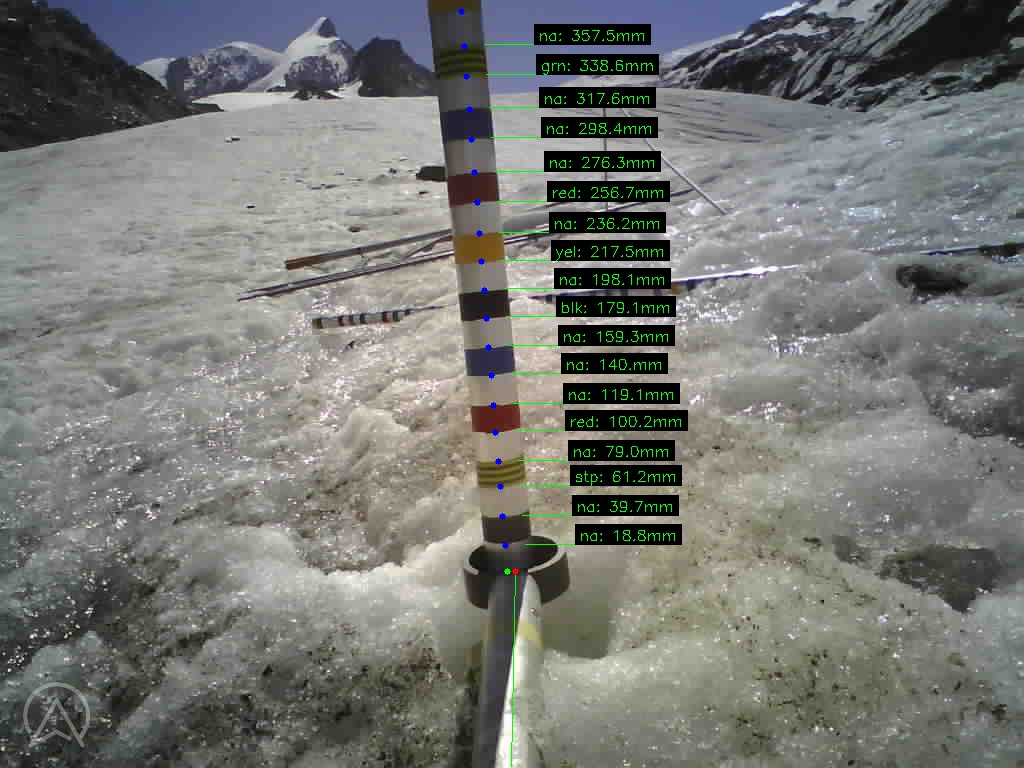 na: 357.5mm
grn: 338.6mm
na: 317.6mm
na: 298.4mm
na: 276.3mm
red: 256.7mm
na: 236.2mm
yel: 217.5mm
na: 198.1mm
blk: 179.1mm
na: 159.3mm
na: 140.mm
na: 119.1mm
red: 100.2mm
na: 79.0mm
stp: 61.2mm
na: 39.7mm
na: 18.8mm